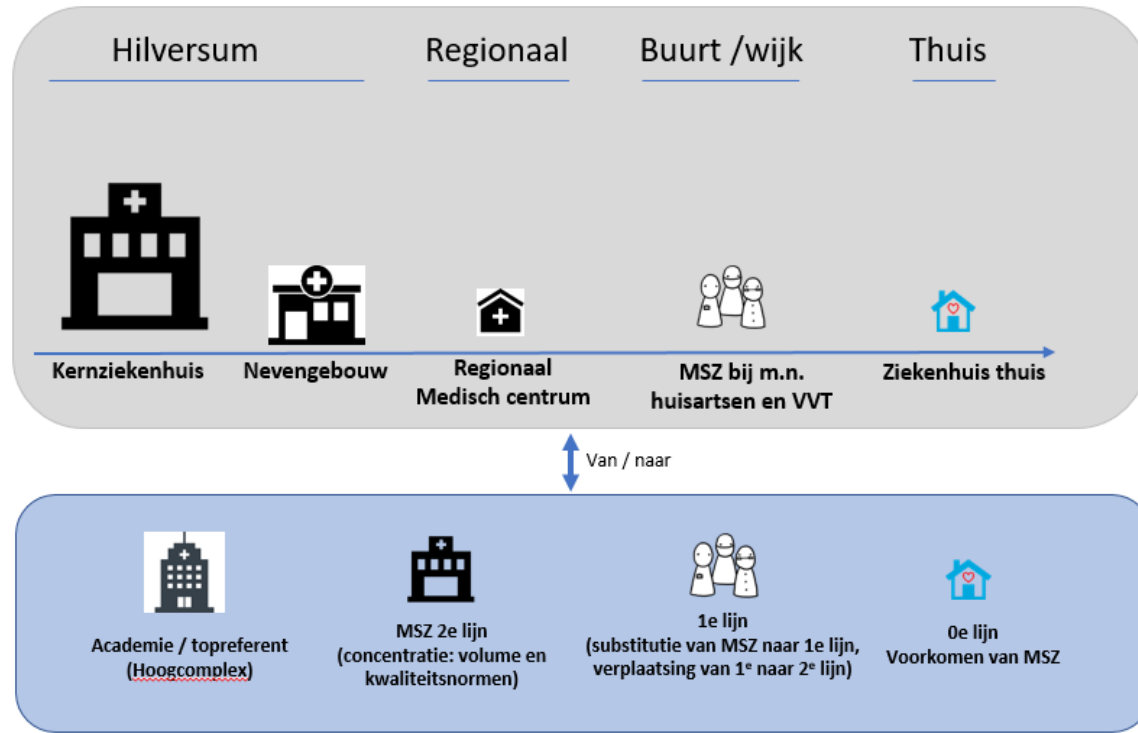 Hilversum
Regionaal
Buurt /wijk
Thuis
Kernziekenhuis
Nevengebouw
Regionaal
Medisch centrum
MSZ bij m.n.
huisartsen en VVT
Ziekenhuis thuis
Van / naar
Academie / topreferent
(Hoogcomplex)
MSZ 2e lijn
(concentratie: volume en
kwaliteitsnormen)
1e lijn
(substitutie van MSZ naar 1e lijn,
verplaatsing van 1ᵉ naar 2ᵉ lijn)
0e lijn
Voorkomen van MSZ